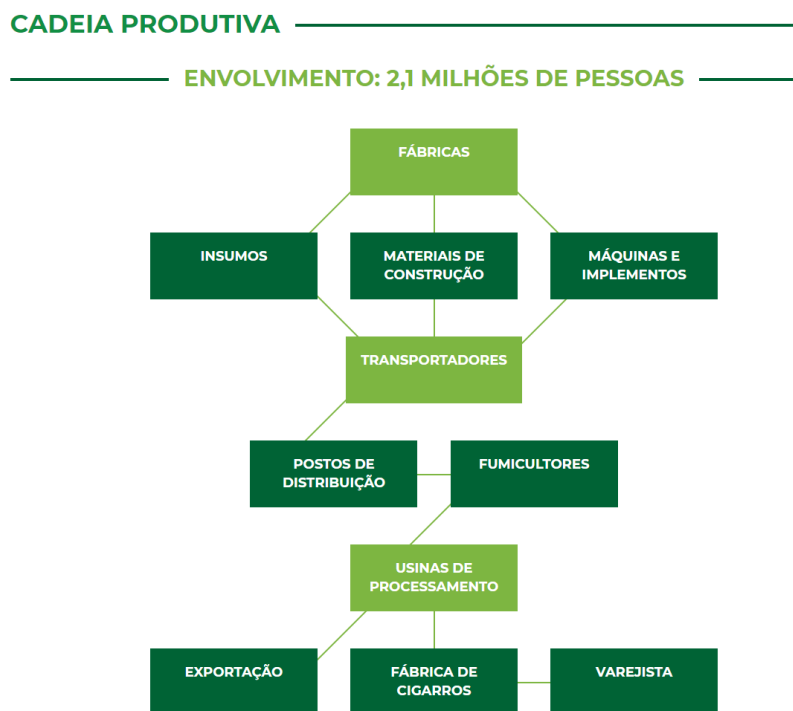 CADEIA PRODUTIVA
ENVOLVIMENTO: 2,1 MILHÕES DE PESSOAS
FÁBRICAS
INSUMOS
MATERIAIS DE
CONSTRUÇÃO
MÁQUINAS E
IMPLEMENTOS
TRANSPORTADORES
POSTOS DE
DISTRIBUIÇÃO
FUMICULTORES
USINAS DE
PROCESSAMENTO
EXPORTAÇÃO
FÁBRICA DE
CIGARROS
VAREJISTA